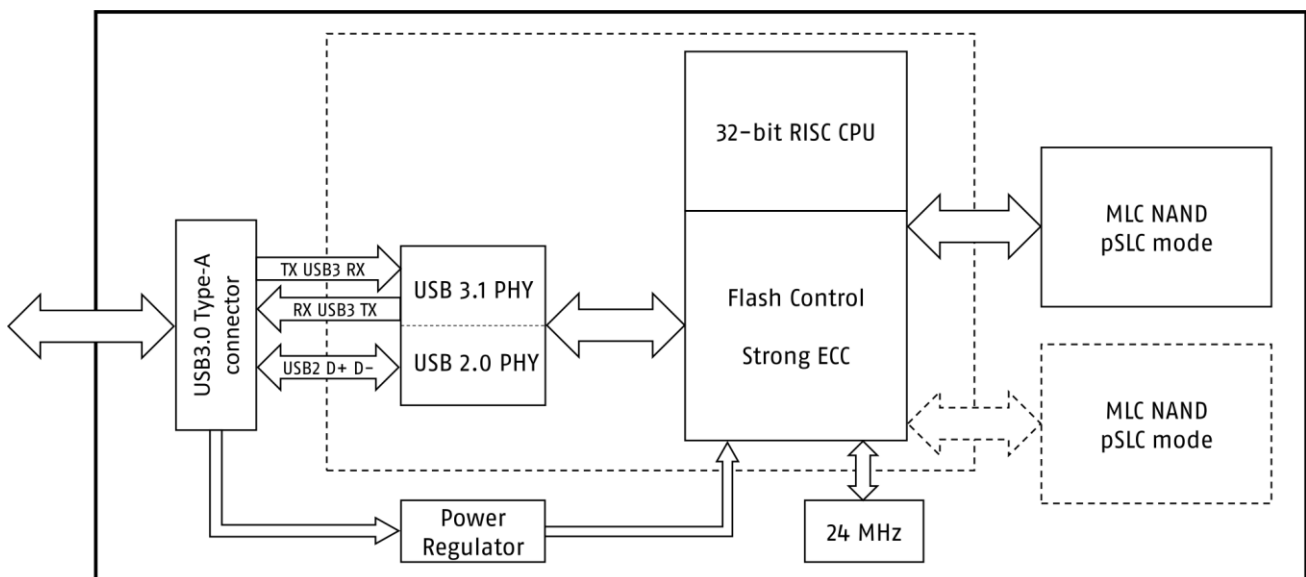 32-bit RISC CPU
MLC NAND
pSLC mode
USB3.0 Type-A
connector
TX USB3 RX
RX USB3 TX
USB2 D+ D-
USB 3.1 PHY
USB 2.0 PHY
Flash Control
Strong ECC
MLC NAND
pSLC mode
Power
Regulator
24 MHz